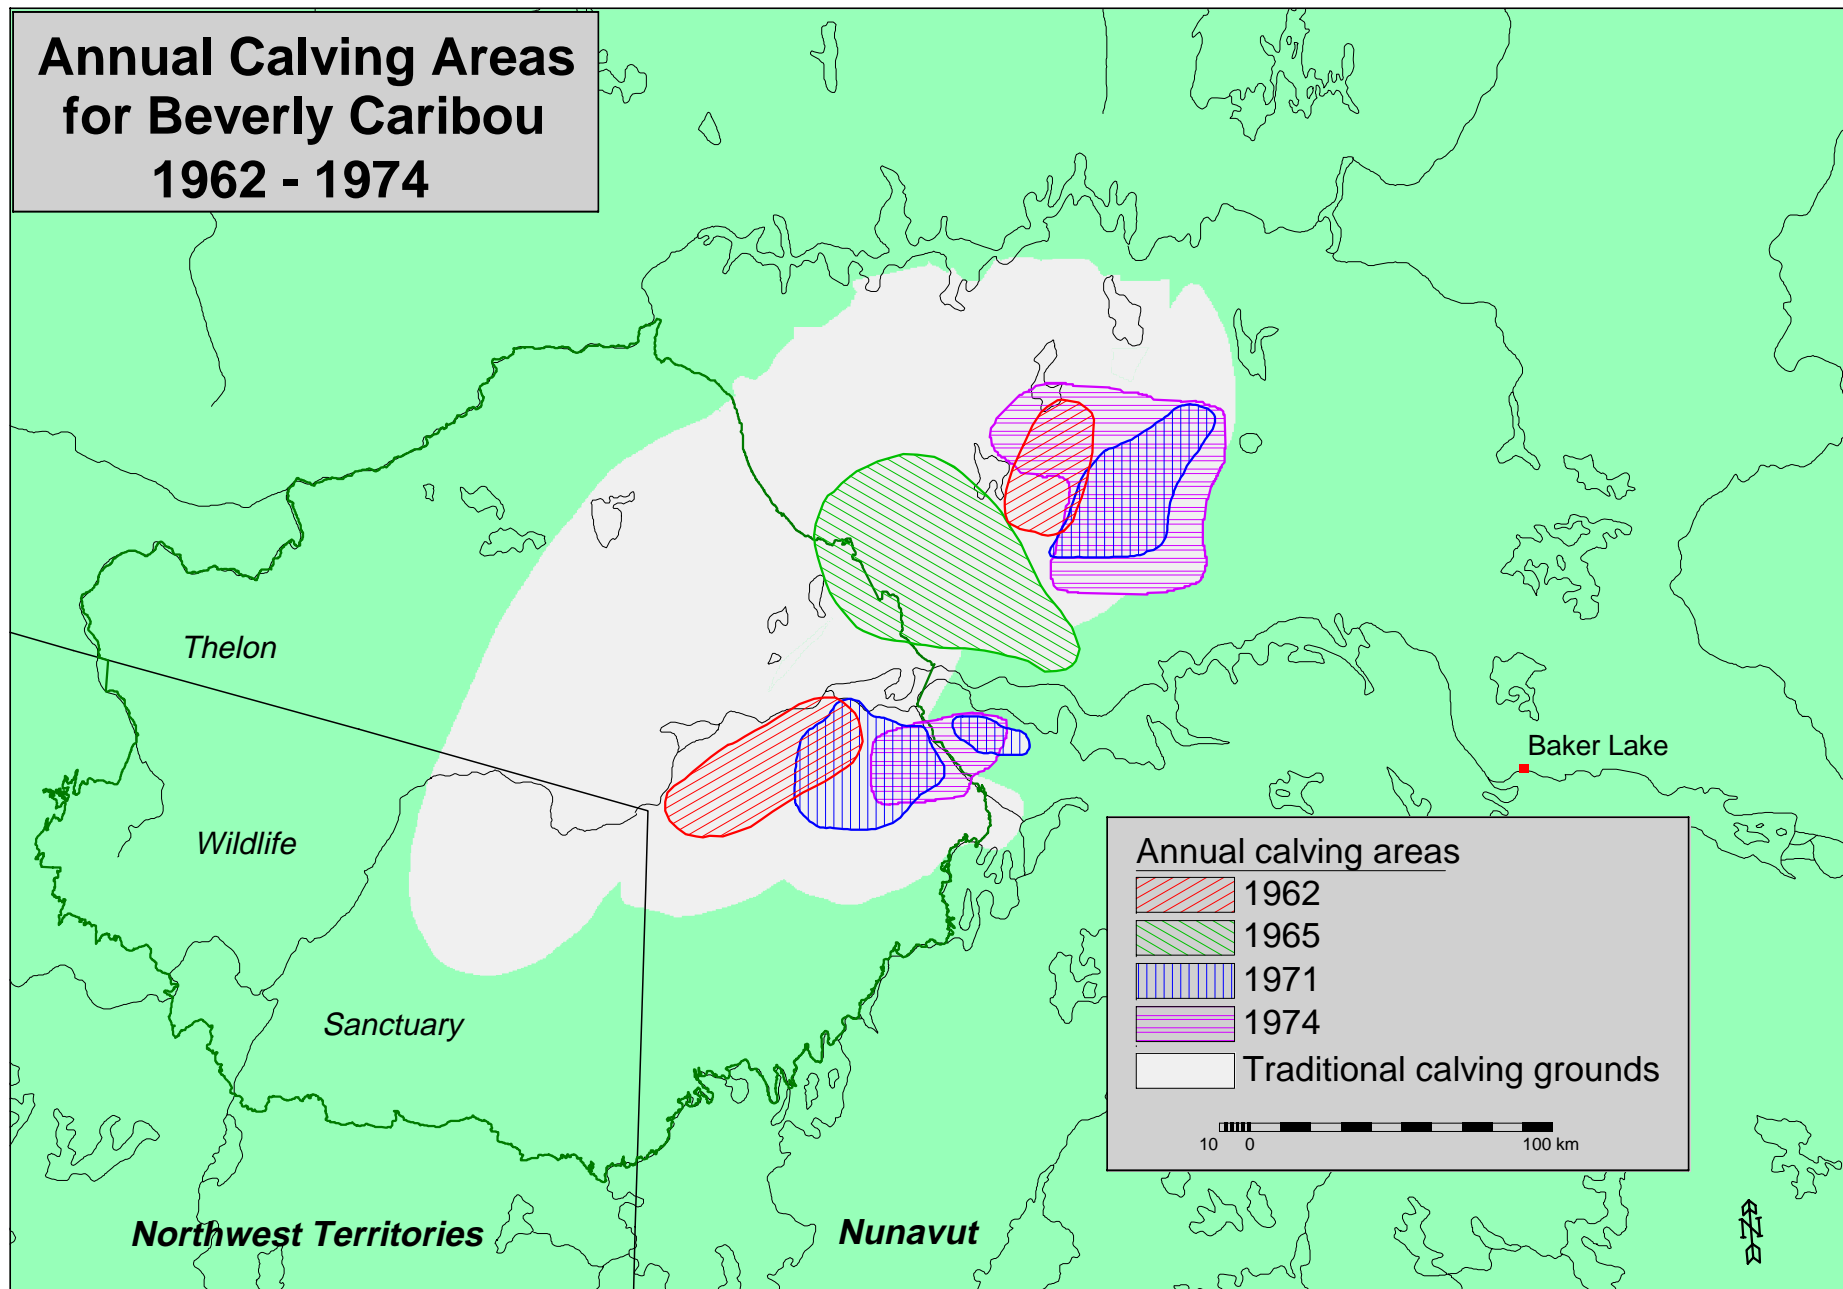 Annual Calving Areas
for Beverly Caribou
1962 - 1974
Thelon
Wildlife
Sanctuary
Baker Lake
Annual calving areas
1962
1965
1971
1974
Traditional calving grounds
10 0 100 km
Northwest Territories
Nunavut
N